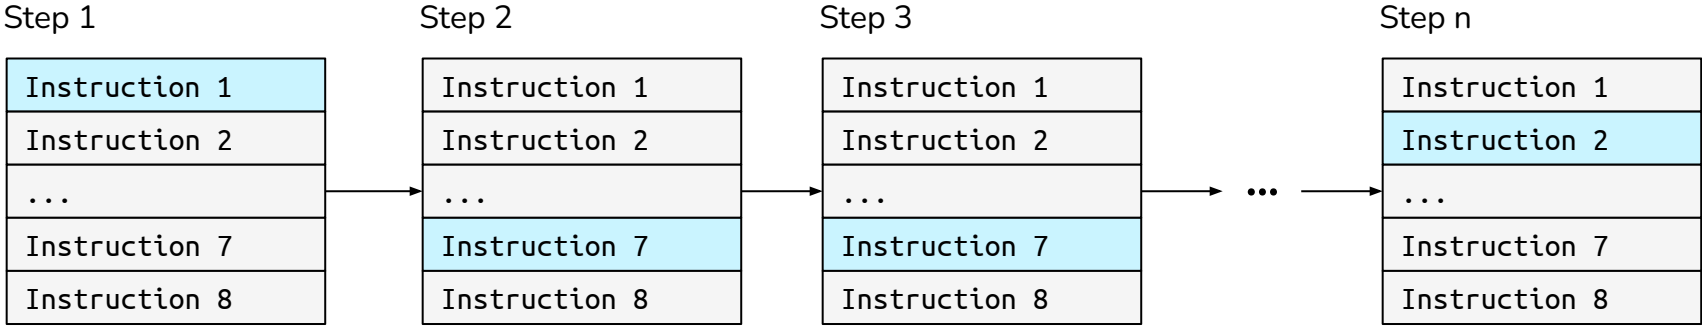 Step 1
Instruction 1
Instruction 2
...
Instruction 7
Instruction 8
Step 2
Instruction 1
Instruction 2
...
Instruction 7
Instruction 8
Step 3
Instruction 1
Instruction 2
...
Instruction 7
Instruction 8
...
Step n
Instruction 1
Instruction 2
...
Instruction 7
Instruction 8